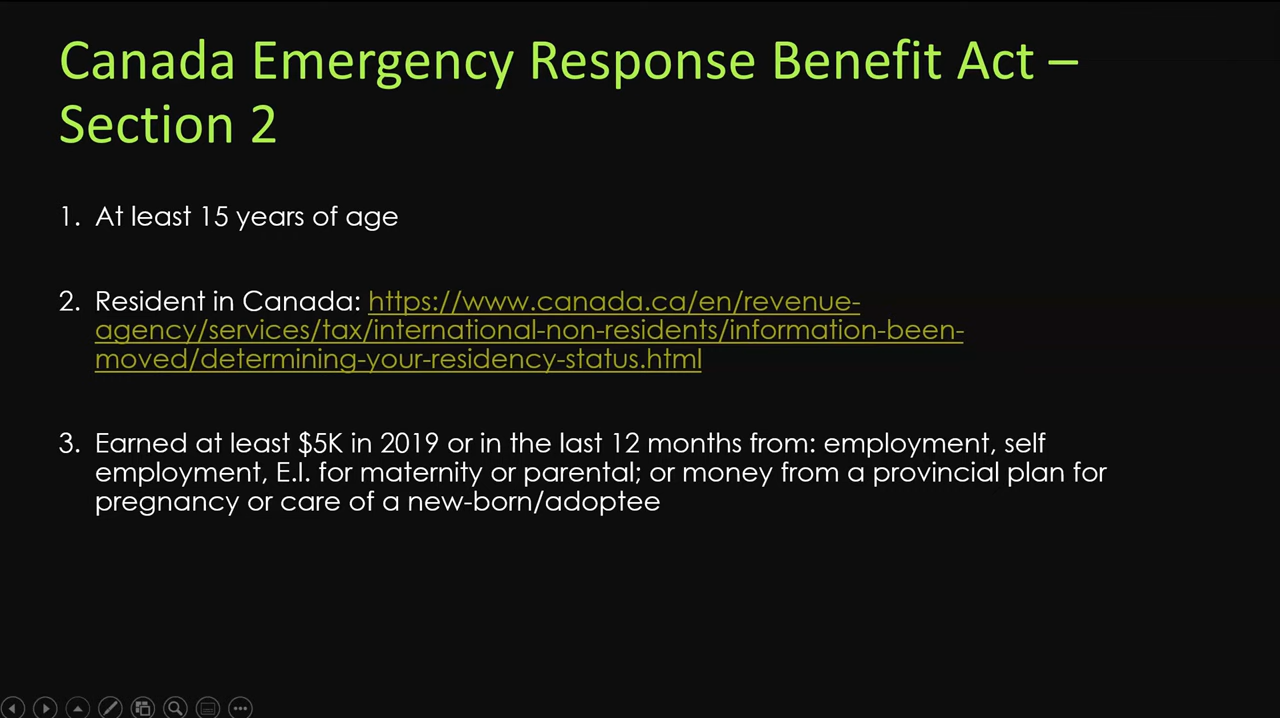 Canada Emergency Response Benefit Act –
Section 2
1. At least 15 years of age
2. Resident in Canada: https://www.canada.ca/en/revenue-
agency/services/tax/international-non-residents/information-been-
moved/determining-your-residency-status.html
3. Earned at least $5K in 2019 or in the last 12 months from: employment, self
employment, E.I. for maternity or parental; or money from a provincial plan for
pregnancy or care of a new-born/adoptee